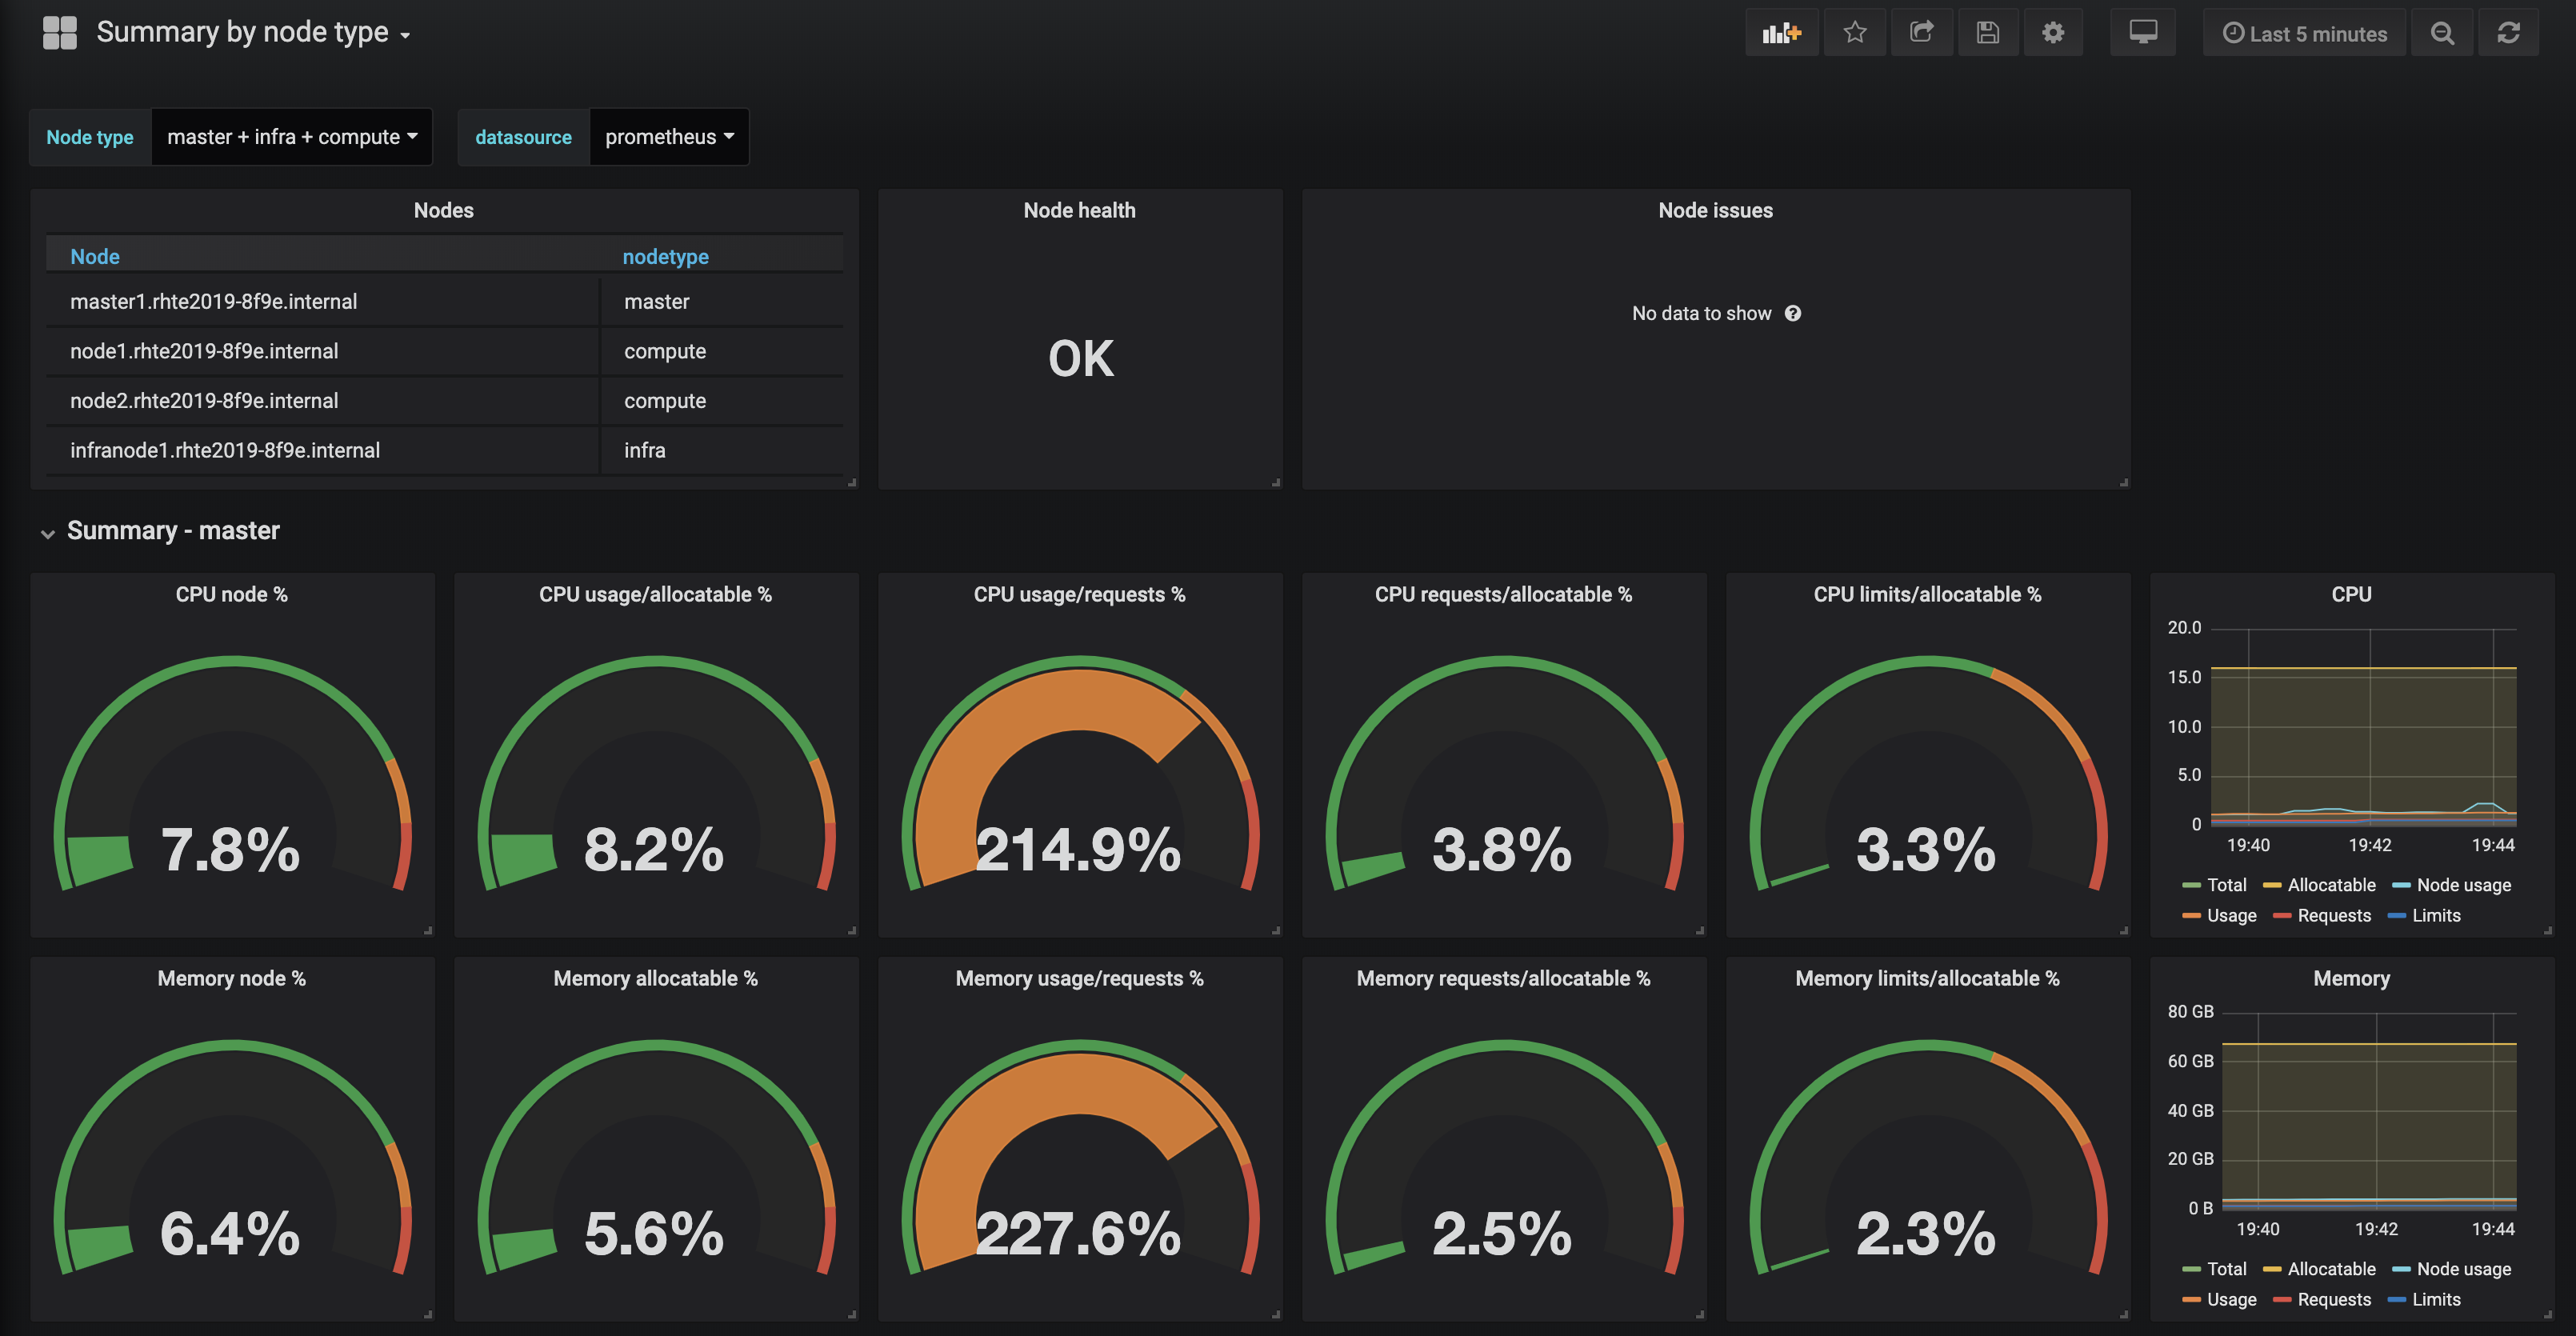 Summary by node type
Last 5 minutes
Node type master + infra + compute datasource prometheus
Nodes
Node nodetype
master1.rhte2019-8f9e.internal master
node1.rhte2019-8f9e.internal compute
node2.rhte2019-8f9e.internal compute
infranode1.rhte2019-8f9e.internal infra
Node health
OK
Node issues
No data to show ?
Summary - master
CPU node %
7.8%
CPU usage/allocatable %
8.2%
CPU usage/requests %
214.9%
CPU requests/allocatable %
3.8%
CPU limits/allocatable %
3.3%
CPU
20.0
15.0
10.0
5.0
0
19:40 19:42 19:44
Total Allocatable Node usage
Usage Requests Limits
Memory node %
6.4%
Memory allocatable %
5.6%
Memory usage/requests %
227.6%
Memory requests/allocatable %
2.5%
Memory limits/allocatable %
2.3%
Memory
80 GB
60 GB
40 GB
20 GB
0 B
19:40 19:42 19:44
Total Allocatable Node usage
Usage Requests Limits